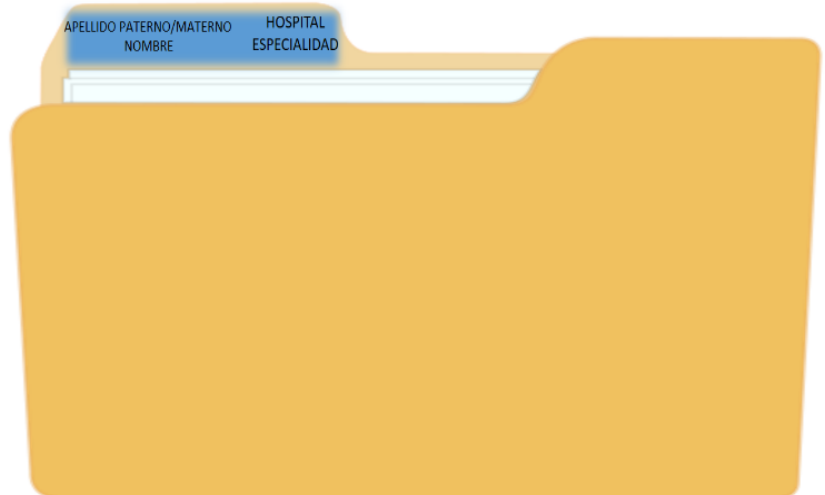 APELLIDO PATERNO/MATERNO
NOMBRE
HOSPITAL
ESPECIALIDAD